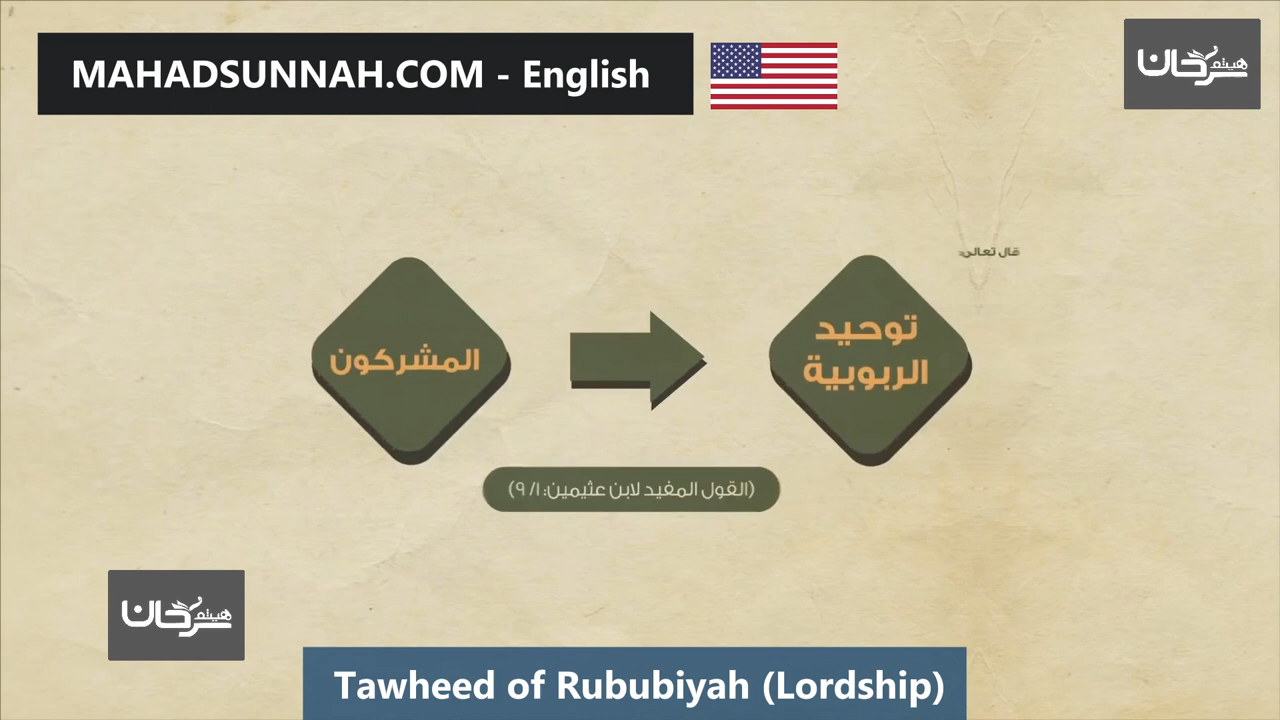 MAHADSUNNAH.COM - English
هيثم سرحان
قال تعالى:
توحيد
الربوبية
المشركون
(القول المفيد لابن عثيمين: ١/ ٩)
هيثم سرحان
Tawheed of Rububiyah (Lordship)